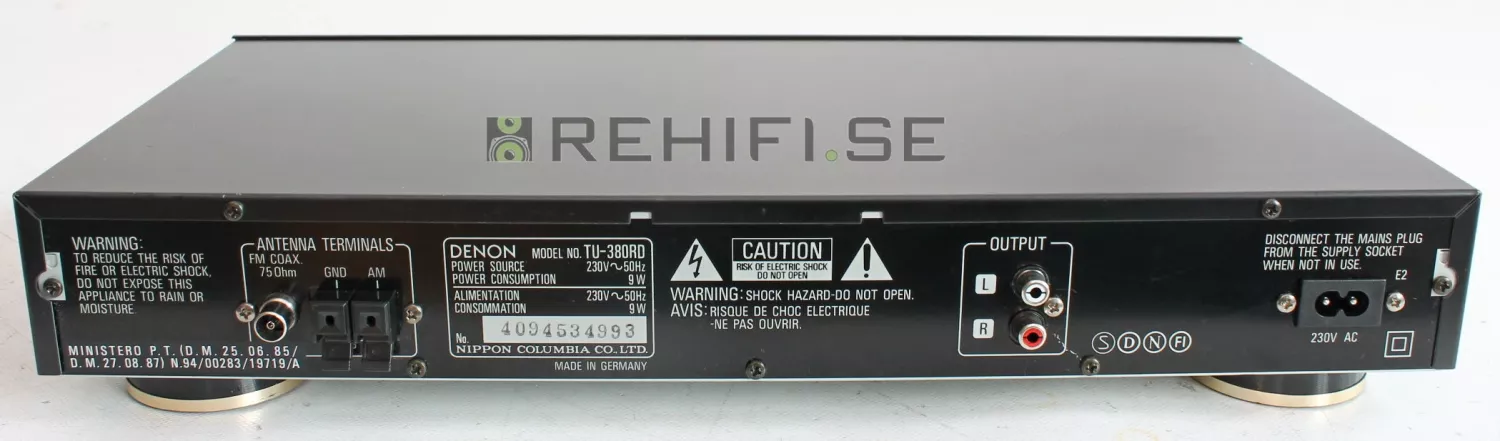 REHIFI.SE
WARNING:
TO REDUCE THE RISK OF
FIRE OR ELECTRIC SHOCK,
DO NOT EXPOSE THIS
APPLIANCE TO RAIN OR
MOISTURE.
MINISTERO P.T. (D.M. 25. 06. 85/
D.M. 27. 08. 87) N.94/00283/19719/A
ANTENNA TERMINALS
FM COAX.
75 Ohm
GND
AM
DENON MODEL NO. TU-380RD
POWER SOURCE 230V~50Hz
POWER CONSUMPTION 9W
ALIMENTATION 230V~50Hz
CONSOMMATION 9W
No. 4094534993
NIPPON COLUMBIA CO., LTD.
MADE IN GERMANY
CAUTION
RISK OF ELECTRIC SHOCK
DO NOT OPEN
WARNING: SHOCK HAZARD-DO NOT OPEN.
AVIS: RISQUE DE CHOC ELECTRIQUE
-NE PAS OUVRIR.
OUTPUT
L
R
S D N FI
DISCONNECT THE MAINS PLUG
FROM THE SUPPLY SOCKET
WHEN NOT IN USE.
E2
230V AC